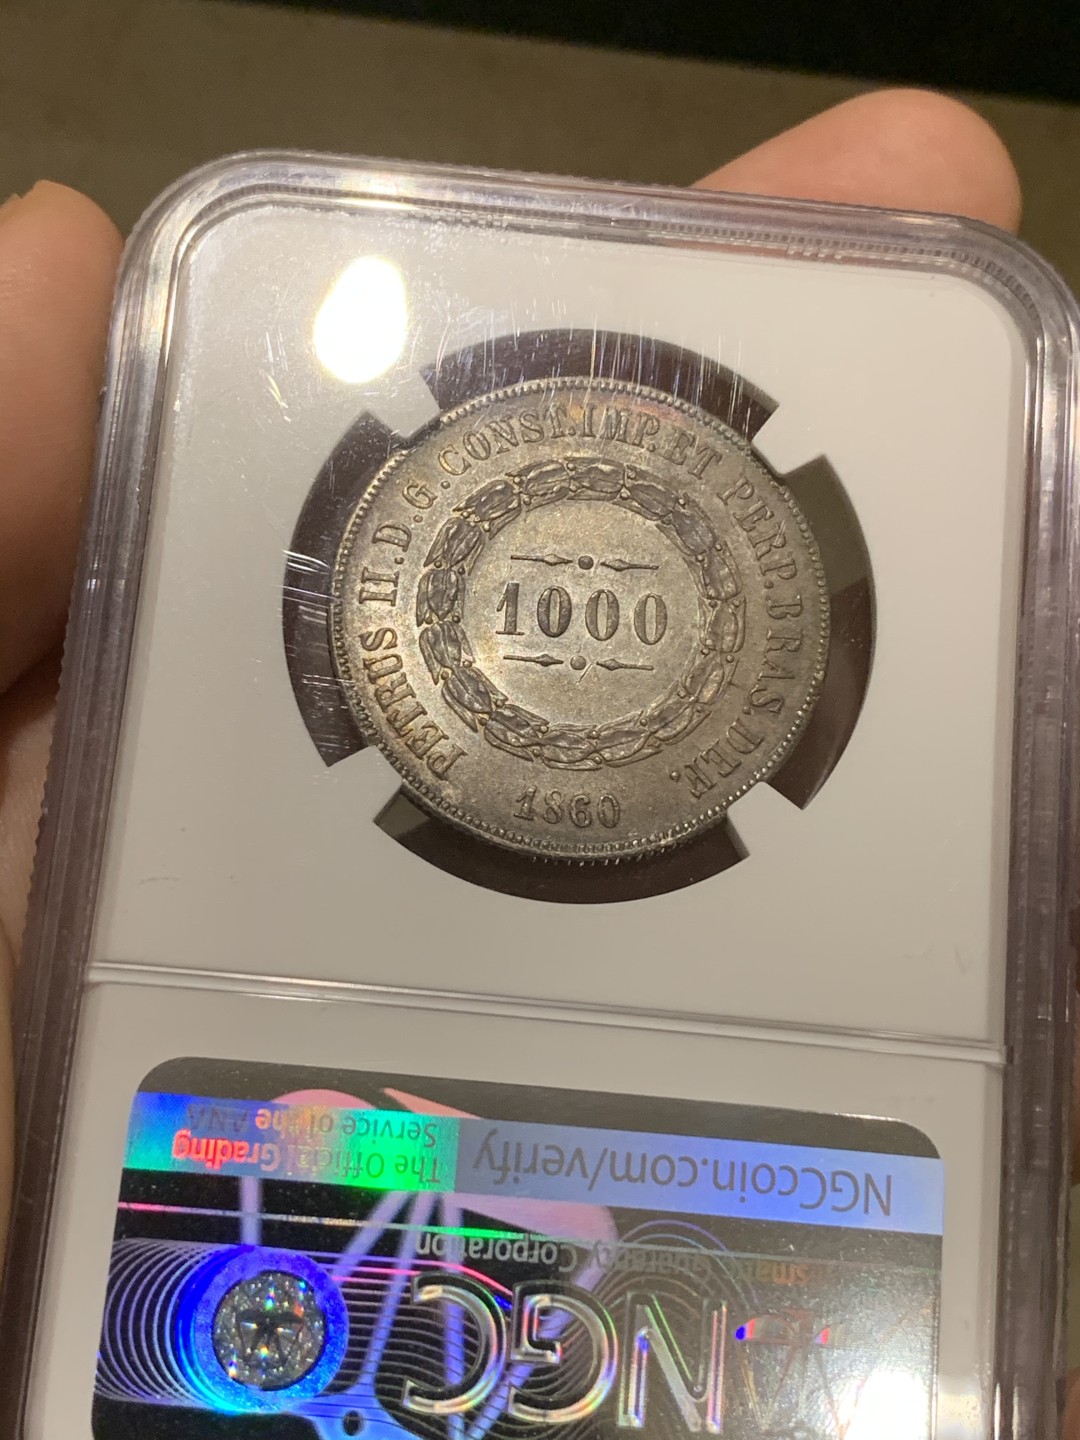 PETRUS II.D.G.CONST.IMP.ET PERP.BRAS.DEF.
1000
1860
NGCcoin.com/verify
The Official Grading
Service of the ANA
NGC
Corporation